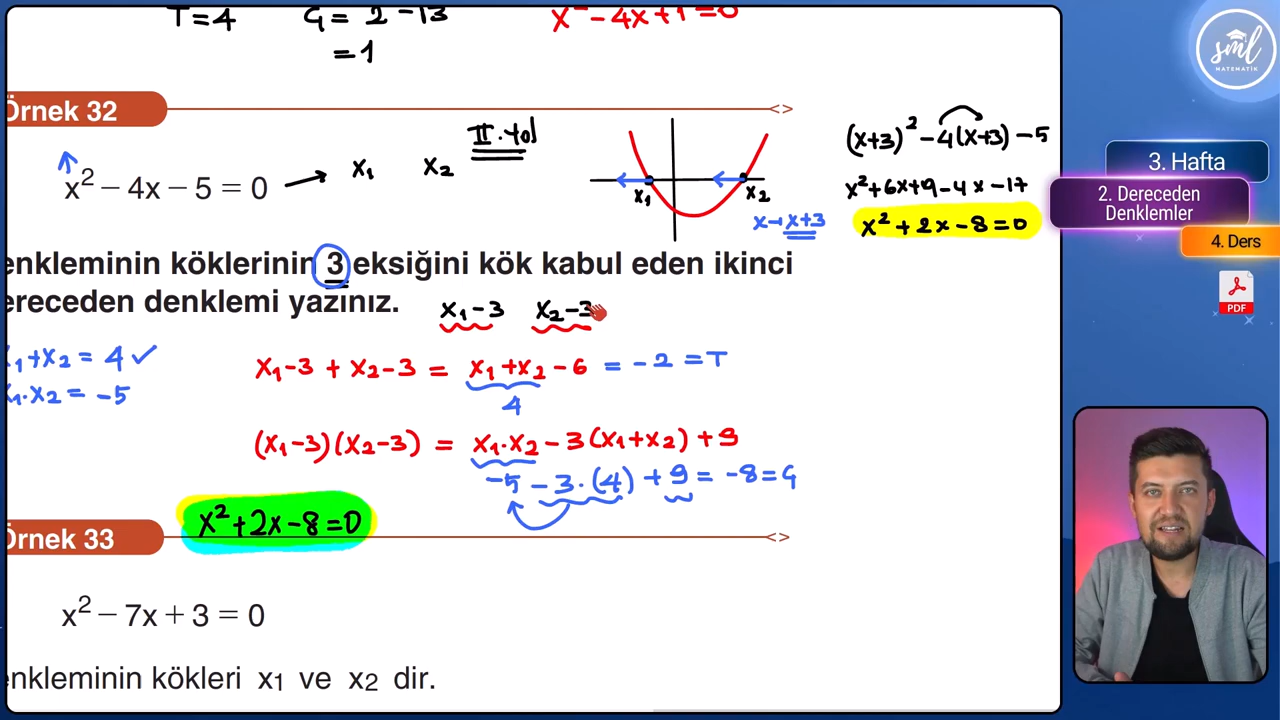 T=4 Ç= 2²-13 x²-4x+1=0
=1
Örnek 32
x² – 4x – 5 = 0 → x₁ x₂ II. Yol
x₁ x₂
x→x+3
(x+3)² -4(x+3) -5
x²+6x+9-4x-17
x²+2x-8=0
enkleminin köklerinin 3 eksiğini kök kabul eden ikinci
ereceden denklemi yazınız.
x₁-3 x₂-3
x₁+x₂ = 4 ✓
x₁.x₂ = -5
x₁-3 + x₂-3 = x₁+x₂-6 = -2 =T
4
(x₁-3)(x₂-3) = x₁.x₂ -3(x₁+x₂) +9
-5 -3.(4) +9 = -8=Ç
x²+2x-8=0
Örnek 33
x² – 7x + 3 = 0
enkleminin kökleri x₁ ve x₂ dir.
sml
MATEMATİK
3. Hafta
2. Dereceden
Denklemler
4. Ders
PDF